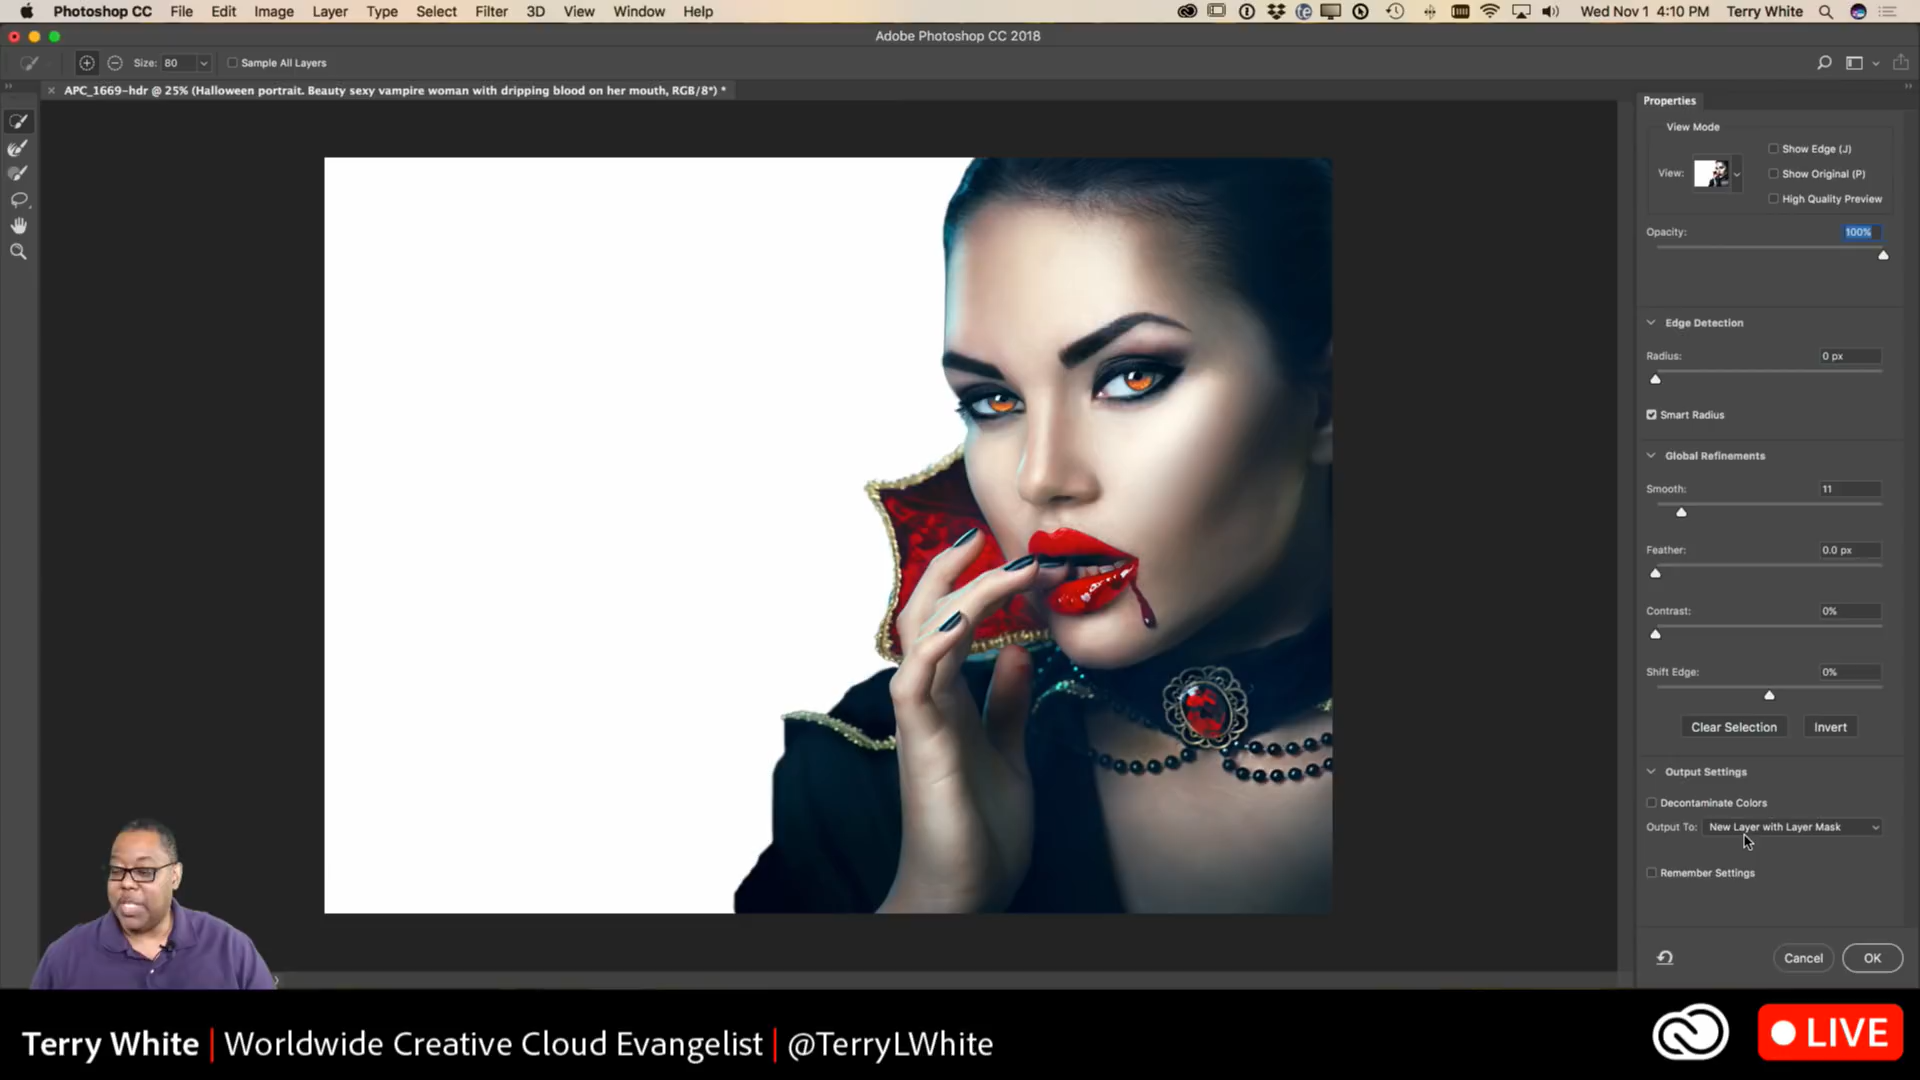 Photoshop CC File Edit Image Layer Type Select Filter 3D View Window Help
Wed Nov 1 4:10 PM Terry White
Adobe Photoshop CC 2018
Size: 80 Sample All Layers
APC_1669-hdr @ 25% (Halloween portrait. Beauty sexy vampire woman with dripping blood on her mouth, RGB/8*) *
Properties
View Mode
Show Edge (J)
View:
Show Original (P)
High Quality Preview
Opacity: 100%
Edge Detection
Radius: 0 px
Smart Radius
Global Refinements
Smooth: 11
Feather: 0.0 px
Contrast: 0%
Shift Edge: 0%
Clear Selection Invert
Output Settings
Decontaminate Colors
Output To: New Layer with Layer Mask
Remember Settings
Cancel OK
Terry White | Worldwide Creative Cloud Evangelist | @TerryLWhite
LIVE